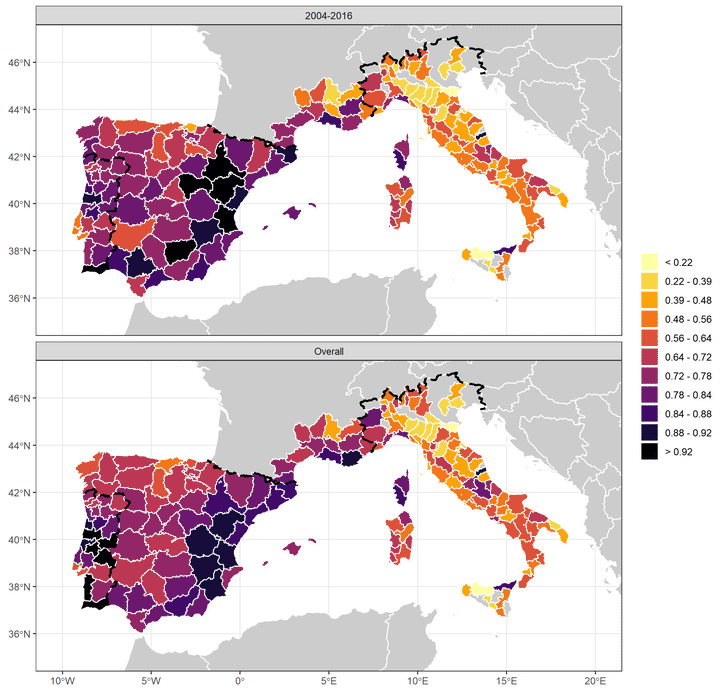 2004-2016
46°N
44°N
42°N
40°N
38°N
36°N
Overall
46°N
44°N
42°N
40°N
38°N
36°N
10°W 5°W 0° 5°E 10°E 15°E 20°E
< 0.22
0.22 - 0.39
0.39 - 0.48
0.48 - 0.56
0.56 - 0.64
0.64 - 0.72
0.72 - 0.78
0.78 - 0.84
0.84 - 0.88
0.88 - 0.92
> 0.92